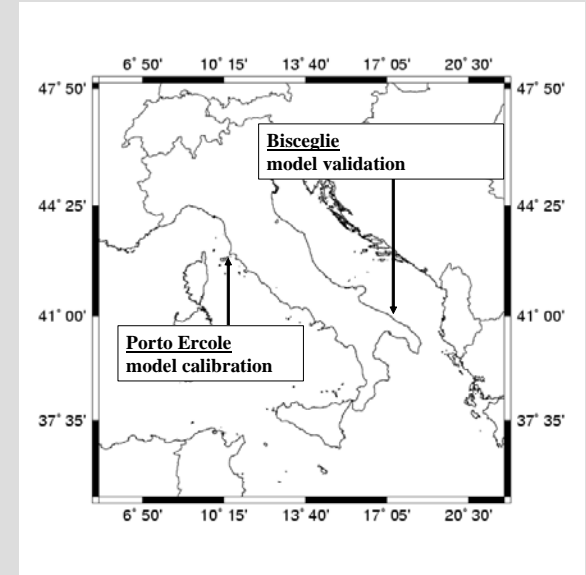 6° 50' 10° 15' 13° 40' 17° 05' 20° 30'
47° 50' 47° 50'
Bisceglie
model validation
44° 25' 44° 25'
41° 00' 41° 00'
Porto Ercole
model calibration
37° 35' 37° 35'
6° 50' 10° 15' 13° 40' 17° 05' 20° 30'